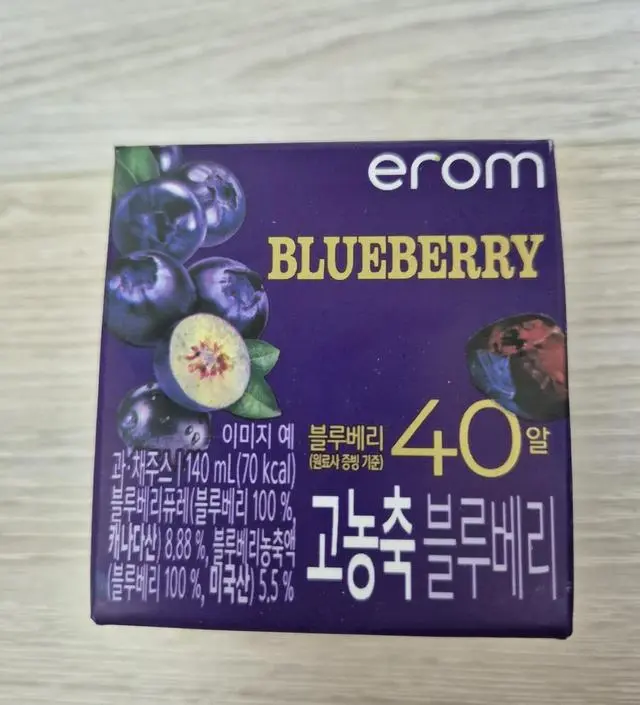 erom
BLUEBERRY
이미지 예
과·채주스 | 140 mL(70 kcal)
블루베리퓨레(블루베리 100 %,
캐나다산) 8.88 %, 블루베리농축액
(블루베리 100 %, 미국산) 5.5 %
블루베리
(원료사 증빙 기준)
40알
고농축 블루베리